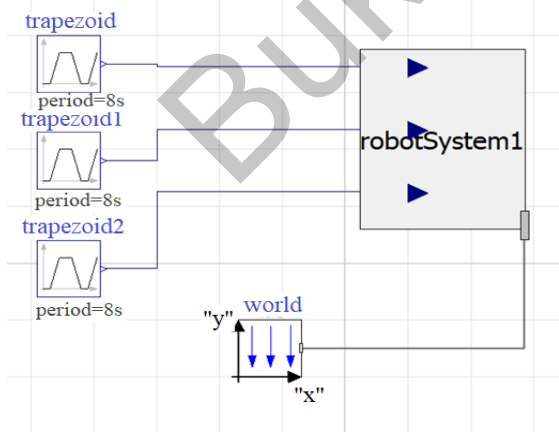 trapezoid
period=8s
trapezoid1
period=8s
trapezoid2
period=8s
robotSystem1
world
"y"
"x"